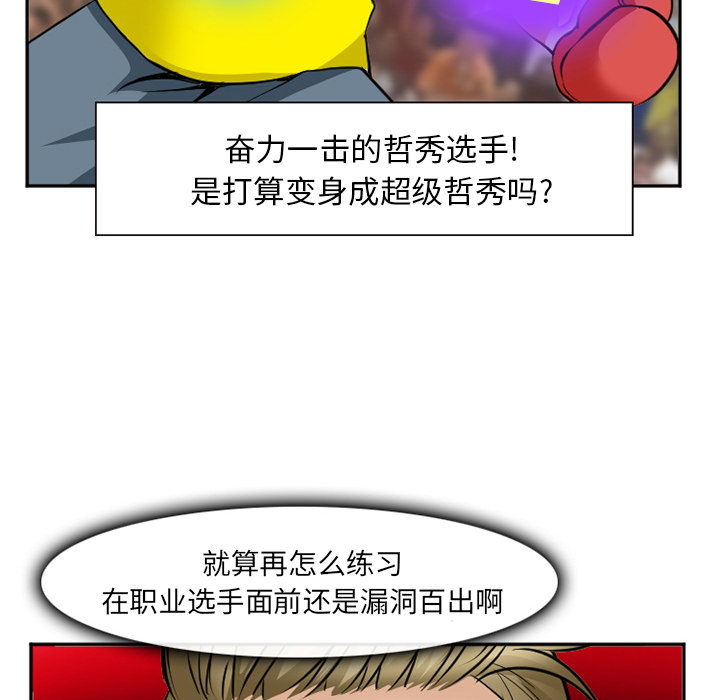 奋力一击的哲秀选手!
是打算变身成超级哲秀吗?
就算再怎么练习
在职业选手面前还是漏洞百出啊